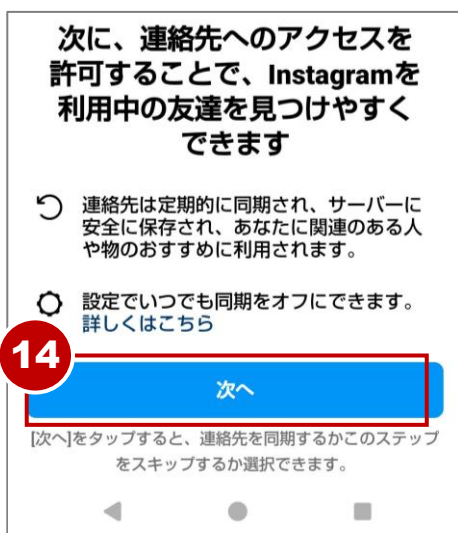 次に、連絡先へのアクセスを
許可することで、Instagramを
利用中の友達を見つけやすく
できます
連絡先は定期的に同期され、サーバーに
安全に保存され、あなたに関連のある人
や物のおすすめに利用されます。
設定でいつでも同期をオフにできます。
詳しくはこちら
14
次へ
[次へ]をタップすると、連絡先を同期するかこのステップ
をスキップするか選択できます。